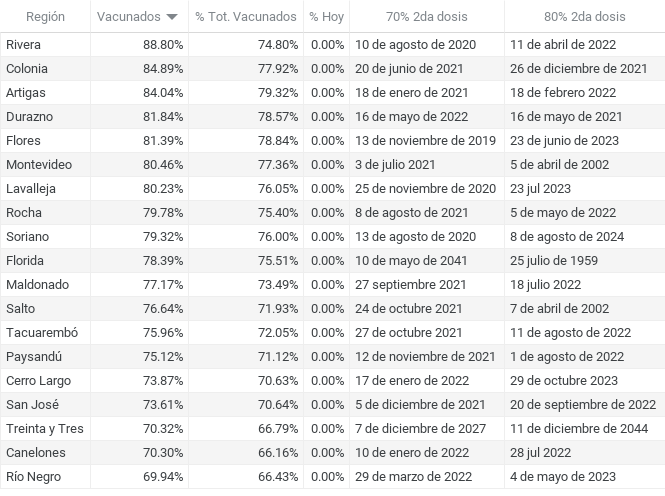 Región Vacunados % Tot. Vacunados % Hoy 70% 2da dosis 80% 2da dosis
Rivera 88.80% 74.80% 0.00% 10 de agosto de 2020 11 de abril de 2022
Colonia 84.89% 77.92% 0.00% 20 de junio de 2021 26 de diciembre de 2021
Artigas 84.04% 79.32% 0.00% 18 de enero de 2021 18 de febrero 2022
Durazno 81.84% 78.57% 0.00% 16 de mayo de 2022 16 de mayo de 2021
Flores 81.39% 78.84% 0.00% 13 de noviembre de 2019 23 de junio de 2023
Montevideo 80.46% 77.36% 0.00% 3 de julio 2021 5 de abril de 2002
Lavalleja 80.23% 76.05% 0.00% 25 de noviembre de 2020 23 jul 2023
Rocha 79.78% 75.40% 0.00% 8 de agosto de 2021 5 de mayo de 2022
Soriano 79.32% 76.00% 0.00% 13 de agosto de 2020 8 de agosto de 2024
Florida 78.39% 75.51% 0.00% 10 de mayo de 2041 25 julio de 1959
Maldonado 77.17% 73.49% 0.00% 27 septiembre 2021 18 julio 2022
Salto 76.64% 71.93% 0.00% 24 de octubre 2021 7 de abril de 2002
Tacuarembó 75.96% 72.05% 0.00% 27 de octubre 2021 11 de agosto de 2022
Paysandú 75.12% 71.12% 0.00% 12 de noviembre de 2021 1 de agosto de 2022
Cerro Largo 73.87% 70.63% 0.00% 17 de enero de 2022 29 de octubre 2023
San José 73.61% 70.64% 0.00% 5 de diciembre de 2021 20 de septiembre de 2022
Treinta y Tres 70.32% 66.79% 0.00% 7 de diciembre de 2027 11 de diciembre de 2044
Canelones 70.30% 66.16% 0.00% 10 de enero de 2022 28 jul 2022
Río Negro 69.94% 66.43% 0.00% 29 de marzo de 2022 4 de mayo de 2023